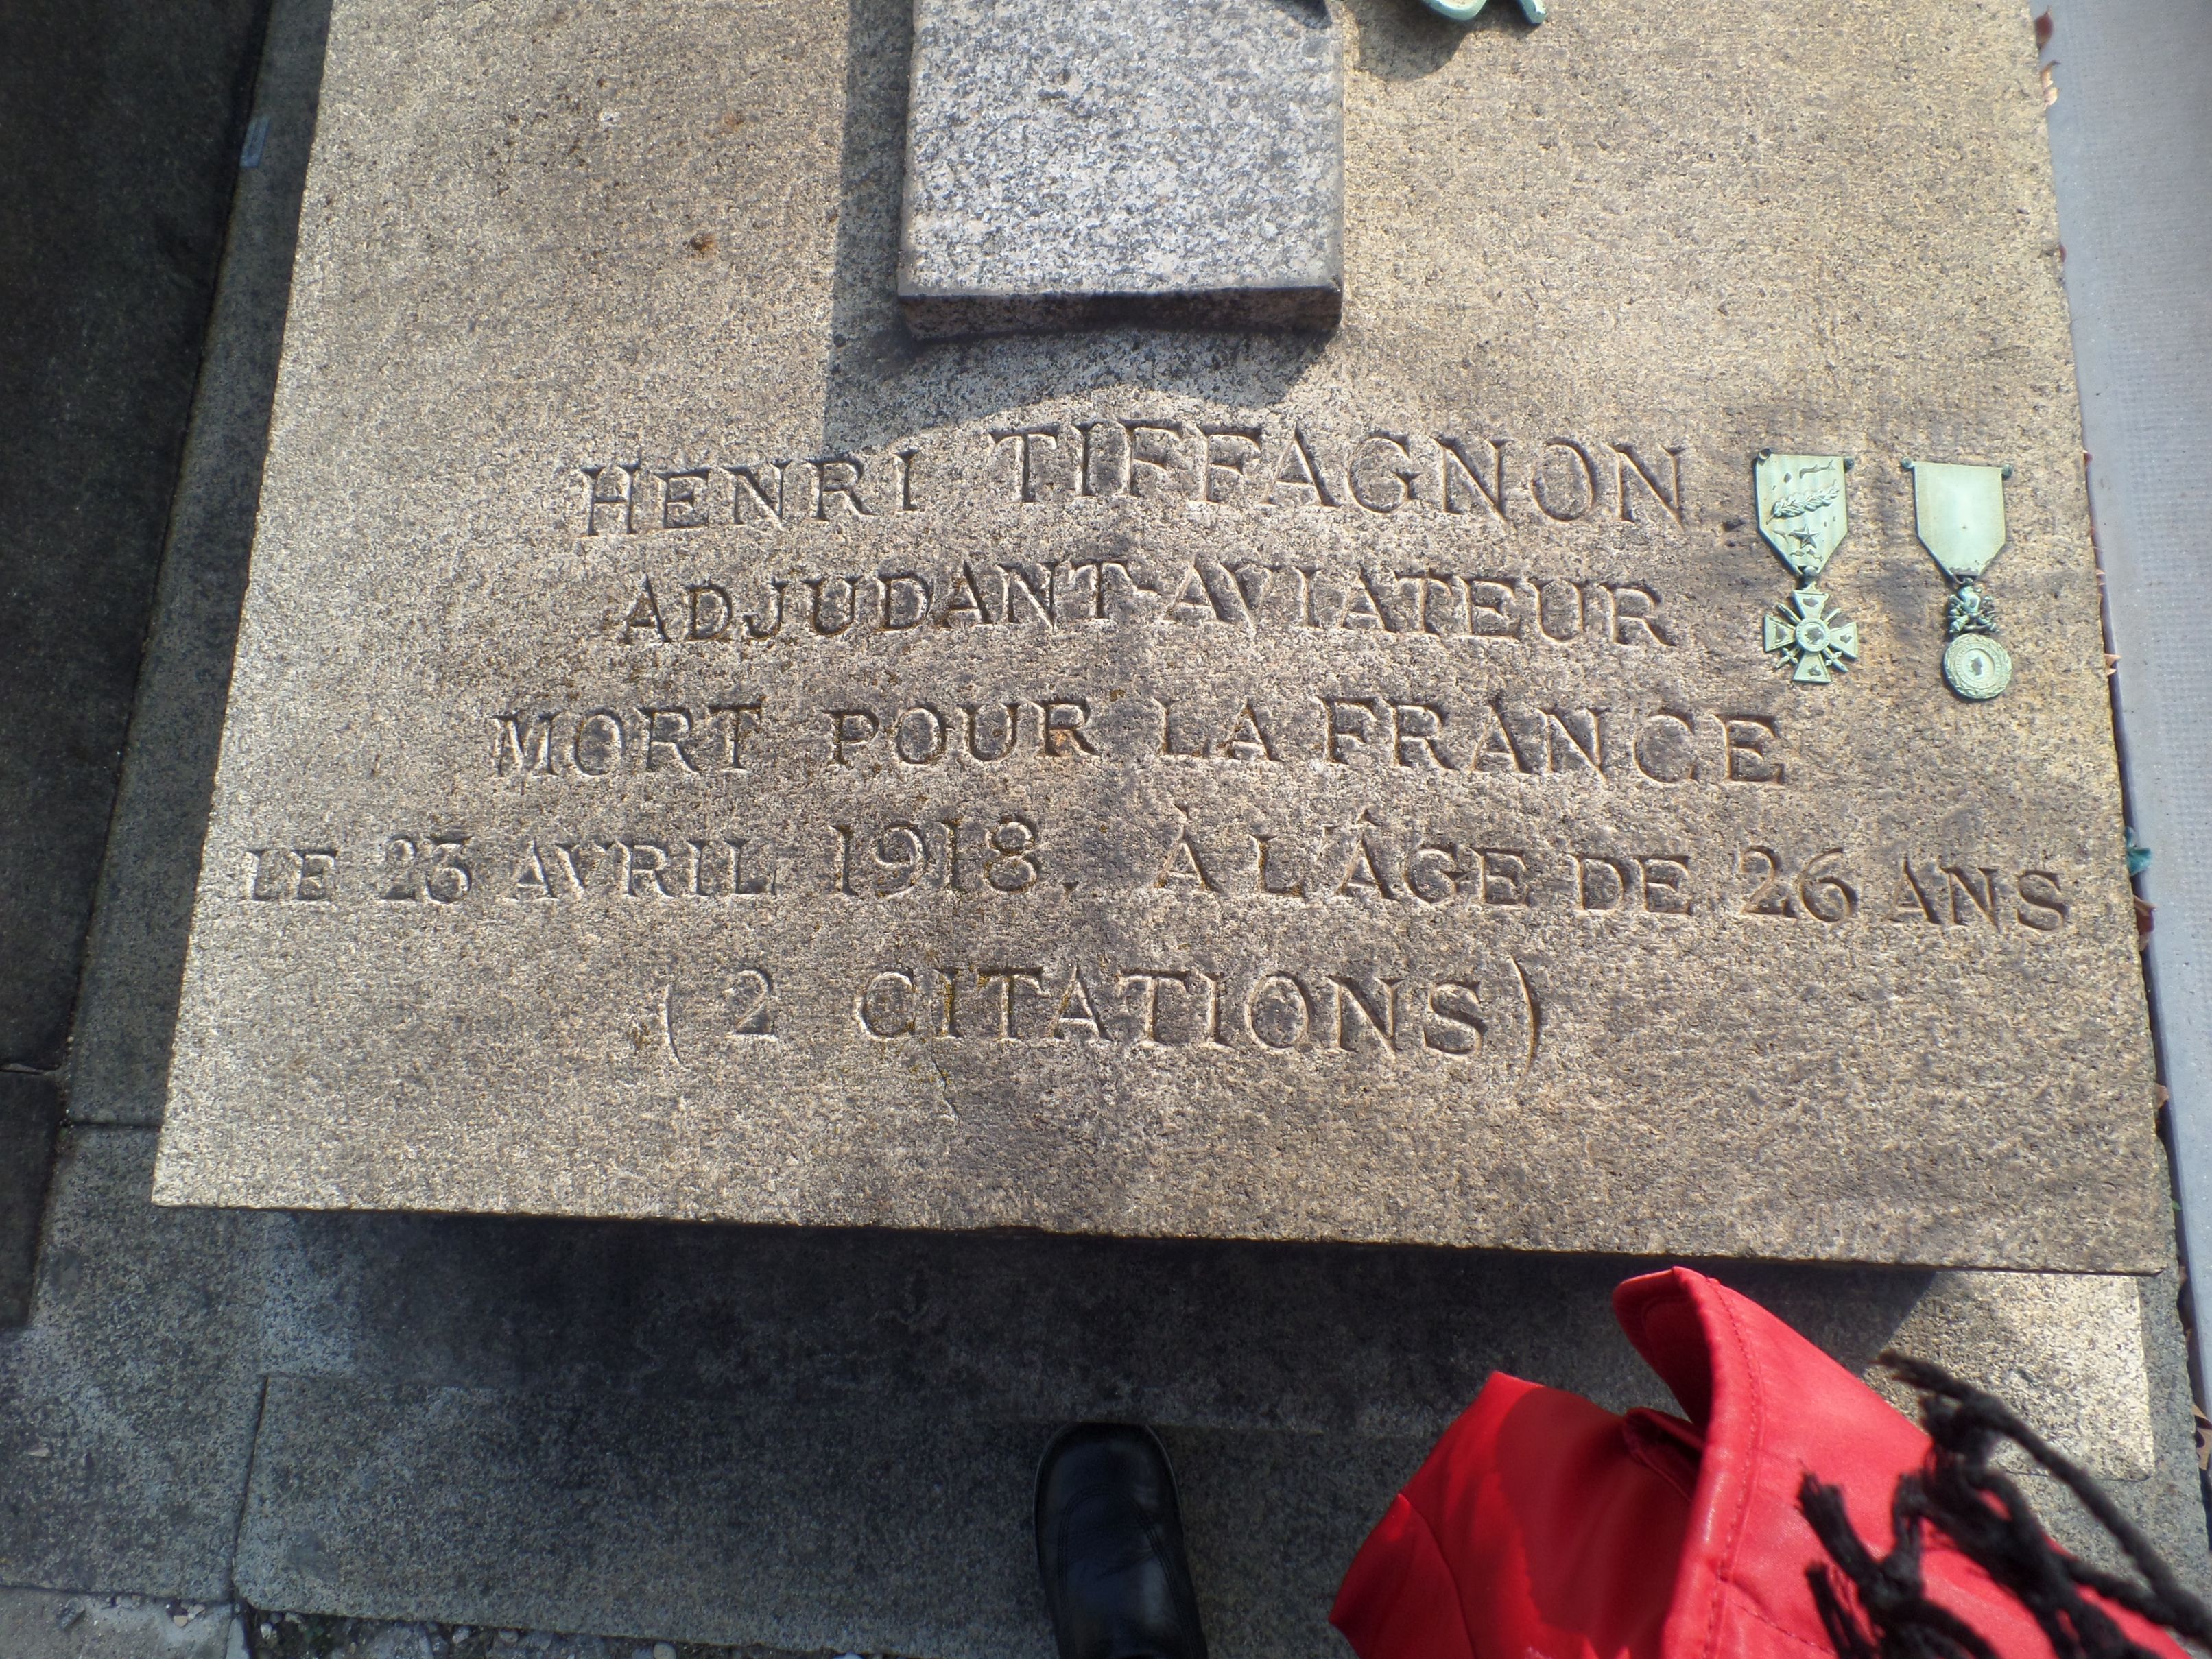 HENRI TIFFAGNON
ADJUDANT-AVIATEUR
MORT POUR LA FRANCE
LE 23 AVRIL 1918. À L'ÂGE DE 26 ANS
( 2 CITATIONS )